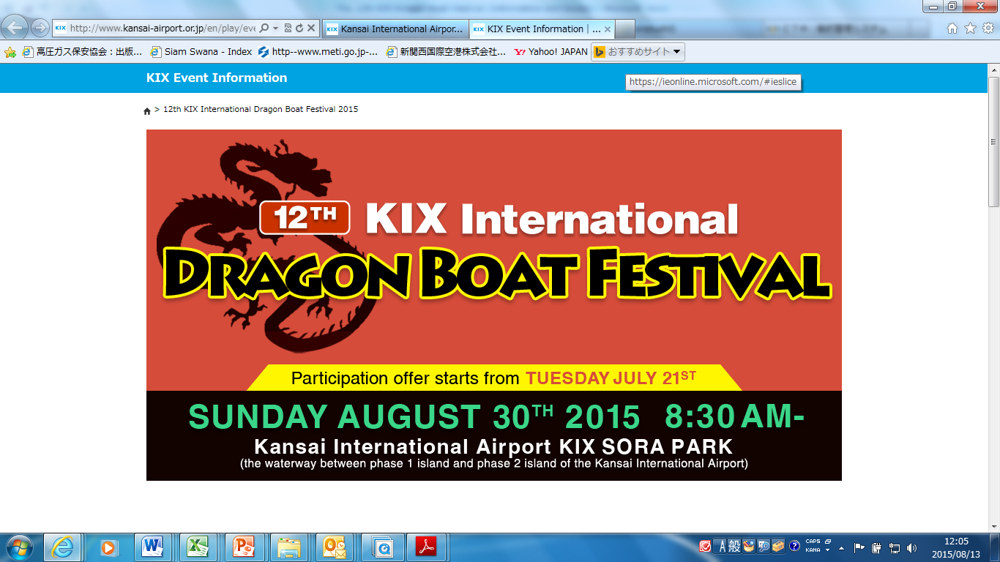 http://www.kansai-airport.or.jp/en/play/eve
KIX Kansai International Airpor...
KIX KIX Event Information | ...
高圧ガス保安協会：出版...
Siam Swana - Index
http--www.meti.go.jp-...
新関西国際空港株式会社...
Yahoo! JAPAN
おすすめサイト
KIX Event Information
https://ieonline.microsoft.com/#ieslice
> 12th KIX International Dragon Boat Festival 2015
12TH KIX International
DRAGON BOAT FESTIVAL
Participation offer starts from TUESDAY JULY 21ST
SUNDAY AUGUST 30TH 2015 8:30 AM-
Kansai International Airport KIX SORA PARK
(the waterway between phase 1 island and phase 2 island of the Kansai International Airport)
A 般
CAPS
KANA
12:05
2015/08/13